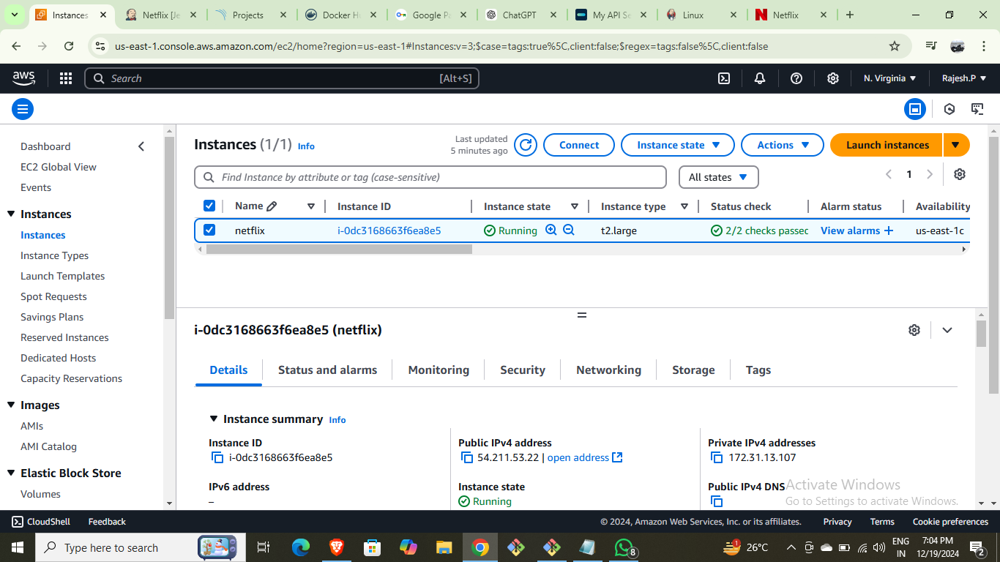 Instances
Netflix [Je
Projects
Docker H
Google Pa
ChatGPT
My API Se
Linux
Netflix
us-east-1.console.aws.amazon.com/ec2/home?region=us-east-1#Instances:v=3;$case=tags:true%5C,client:false;$regex=tags:false%5C,client:false
aws
Search
[Alt+S]
N. Virginia
Rajesh.P
Dashboard
EC2 Global View
Events
Instances
Instances
Instance Types
Launch Templates
Spot Requests
Savings Plans
Reserved Instances
Dedicated Hosts
Capacity Reservations
Images
AMIs
AMI Catalog
Elastic Block Store
Volumes
Instances (1/1) Info
Last updated
5 minutes ago
Connect
Instance state
Actions
Launch instances
Find Instance by attribute or tag (case-sensitive)
All states
1
Name Instance ID Instance state Instance type Status check Alarm status Availability
netflix i-0dc3168663f6ea8e5 Running t2.large 2/2 checks passed View alarms + us-east-1c
i-0dc3168663f6ea8e5 (netflix)
Details Status and alarms Monitoring Security Networking Storage Tags
Instance summary Info
Instance ID
i-0dc3168663f6ea8e5
Public IPv4 address
54.211.53.22 | open address
Private IPv4 addresses
172.31.13.107
IPv6 address
–
Instance state
Running
Public IPv4 DNS
Activate Windows
Go to Settings to activate Windows.
CloudShell Feedback
© 2024, Amazon Web Services, Inc. or its affiliates. Privacy Terms Cookie preferences
Type here to search
1
8
26°C
ENG
IN
7:04 PM
12/19/2024
2